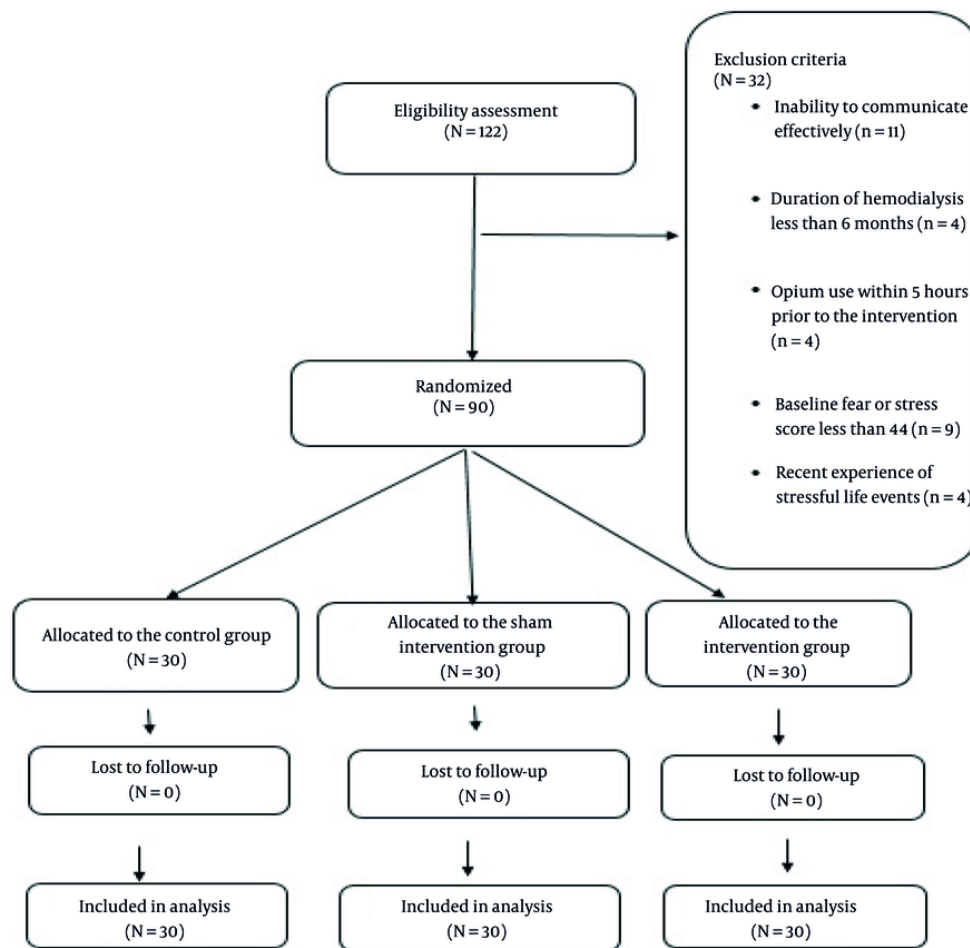 Eligibility assessment
(N = 122)
Exclusion criteria
(N = 32)
• Inability to communicate
effectively (n = 11)
• Duration of hemodialysis
less than 6 months (n = 4)
• Opium use within 5 hours
prior to the intervention
(n = 4)
• Baseline fear or stress
score less than 44 (n = 9)
• Recent experience of
stressful life events (n = 4)
Randomized
(N = 90)
Allocated to the control group
(N = 30)
Allocated to the sham
intervention group
(N = 30)
Allocated to the
intervention group
(N = 30)
Lost to follow-up
(N = 0)
Lost to follow-up
(N = 0)
Lost to follow-up
(N = 0)
Included in analysis
(N = 30)
Included in analysis
(N = 30)
Included in analysis
(N = 30)